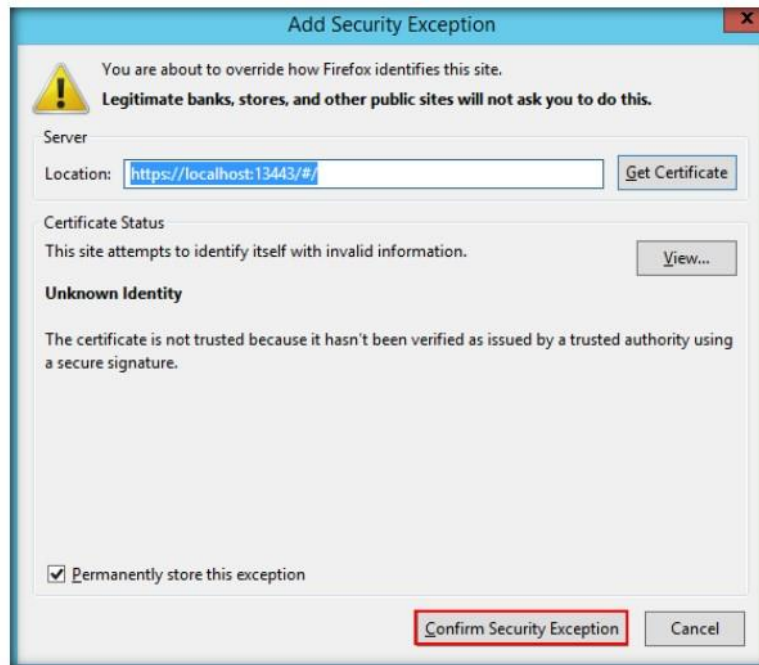 Add Security Exception
x
You are about to override how Firefox identifies this site.
Legitimate banks, stores, and other public sites will not ask you to do this.
Server
Location: https://localhost:13443/#/ Get Certificate
Certificate Status
This site attempts to identify itself with invalid information.
View...
Unknown Identity
The certificate is not trusted because it hasn't been verified as issued by a trusted authority using
a secure signature.
Permanently store this exception
Confirm Security Exception Cancel